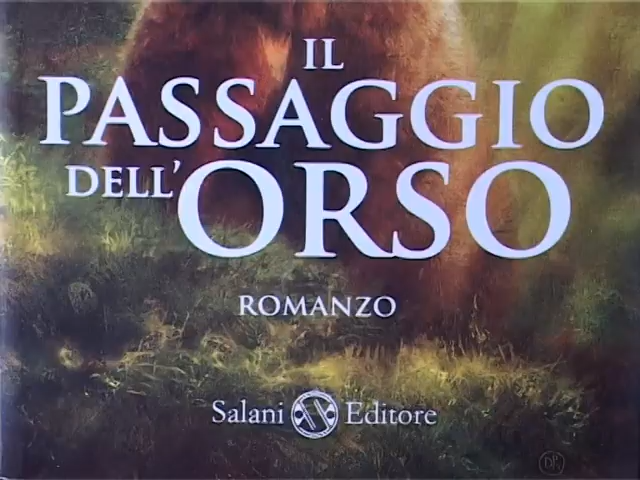 IL
PASSAGGIO
DELL'ORSO
ROMANZO
Salani Editore